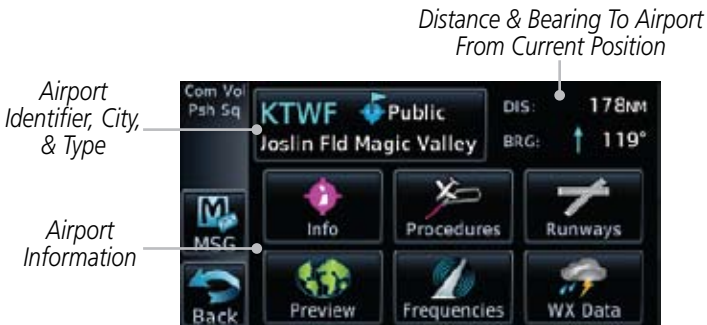 Distance & Bearing To Airport
From Current Position
Airport
Identifier, City,
& Type
Com Vol
Psh Sq
KTWF Public
Joslin Fld Magic Valley
DIS: 178NM
BRG: 119°
Airport
Information
MSG
Back
Info
Procedures
Runways
Preview
Frequencies
WX Data